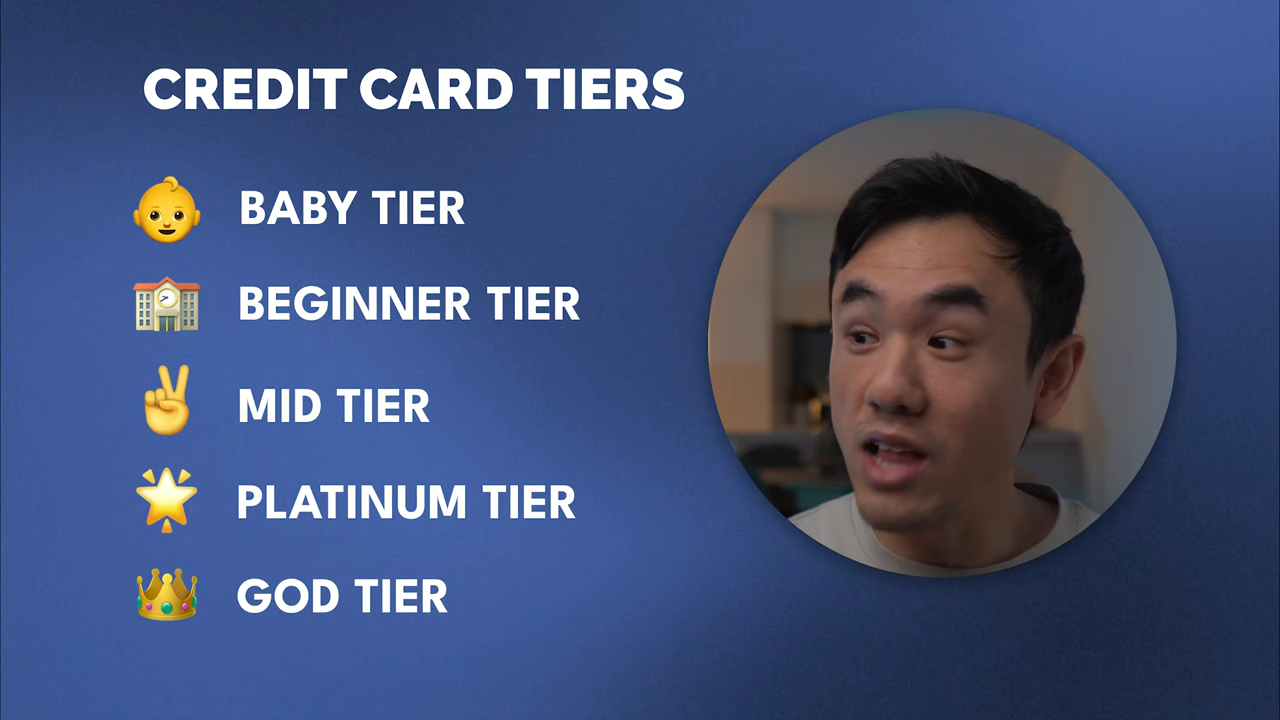 CREDIT CARD TIERS
BABY TIER
BEGINNER TIER
MID TIER
PLATINUM TIER
GOD TIER